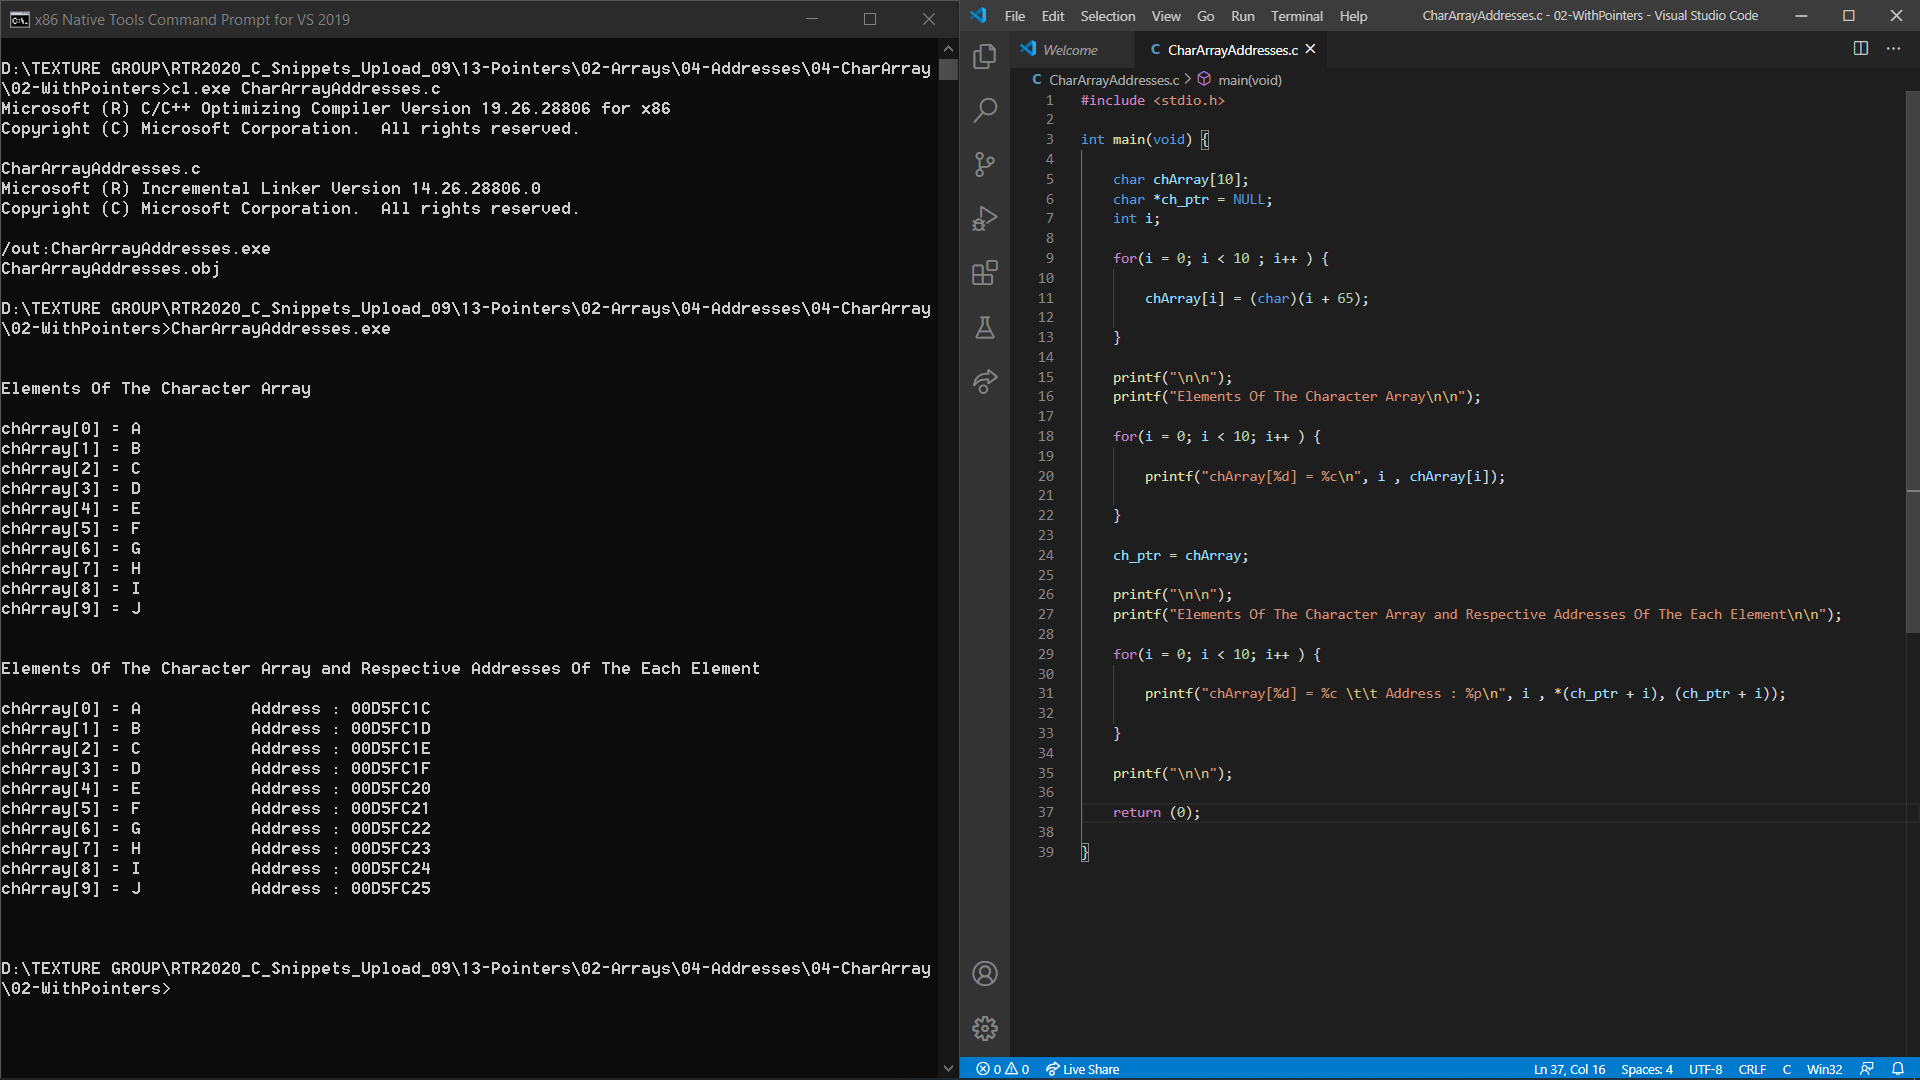 x86 Native Tools Command Prompt for VS 2019
D:\TEXTURE GROUP\RTR2020_C_Snippets_Upload_09\13-Pointers\02-Arrays\04-Addresses\04-CharArray
\02-WithPointers>cl.exe CharArrayAddresses.c
Microsoft (R) C/C++ Optimizing Compiler Version 19.26.28806 for x86
Copyright (C) Microsoft Corporation.  All rights reserved.
CharArrayAddresses.c
Microsoft (R) Incremental Linker Version 14.26.28806.0
Copyright (C) Microsoft Corporation.  All rights reserved.
/out:CharArrayAddresses.exe
CharArrayAddresses.obj
D:\TEXTURE GROUP\RTR2020_C_Snippets_Upload_09\13-Pointers\02-Arrays\04-Addresses\04-CharArray
\02-WithPointers>CharArrayAddresses.exe
Elements Of The Character Array
chArray[0] = A
chArray[1] = B
chArray[2] = C
chArray[3] = D
chArray[4] = E
chArray[5] = F
chArray[6] = G
chArray[7] = H
chArray[8] = I
chArray[9] = J
Elements Of The Character Array and Respective Addresses Of The Each Element
chArray[0] = A           Address : 00D5FC1C
chArray[1] = B           Address : 00D5FC1D
chArray[2] = C           Address : 00D5FC1E
chArray[3] = D           Address : 00D5FC1F
chArray[4] = E           Address : 00D5FC20
chArray[5] = F           Address : 00D5FC21
chArray[6] = G           Address : 00D5FC22
chArray[7] = H           Address : 00D5FC23
chArray[8] = I           Address : 00D5FC24
chArray[9] = J           Address : 00D5FC25
D:\TEXTURE GROUP\RTR2020_C_Snippets_Upload_09\13-Pointers\02-Arrays\04-Addresses\04-CharArray
\02-WithPointers>
File Edit Selection View Go Run Terminal Help CharArrayAddresses.c - 02-WithPointers - Visual Studio Code
Welcome C CharArrayAddresses.c
C CharArrayAddresses.c > main(void)
1 #include <stdio.h>
2
3 int main(void) {
4
5 char chArray[10];
6 char *ch_ptr = NULL;
7 int i;
8
9 for(i = 0; i < 10 ; i++ ) {
10
11 chArray[i] = (char)(i + 65);
12
13 }
14
15 printf("\n\n");
16 printf("Elements Of The Character Array\n\n");
17
18 for(i = 0; i < 10; i++ ) {
19
20 printf("chArray[%d] = %c\n", i , chArray[i]);
21
22 }
23
24 ch_ptr = chArray;
25
26 printf("\n\n");
27 printf("Elements Of The Character Array and Respective Addresses Of The Each Element\n\n");
28
29 for(i = 0; i < 10; i++ ) {
30
31 printf("chArray[%d] = %c \t\t Address : %p\n", i , *(ch_ptr + i), (ch_ptr + i));
32
33 }
34
35 printf("\n\n");
36
37 return (0);
38
39 }
0 0 Live Share Ln 37, Col 16 Spaces: 4 UTF-8 CRLF C Win32